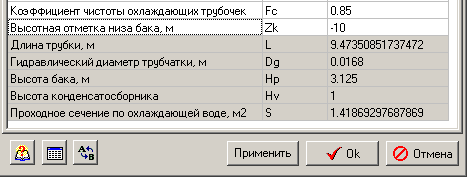 Коэффициент чистоты охлаждающих трубочек Fc 0.85
Высотная отметка низа бака, м Zk -10
Длина трубки, м L 9.47350851737472
Гидравлический диаметр трубчатки, м Dg 0.0168
Высота бака, м Hp 3.125
Высота конденсатосборника Hv 1
Проходное сечение по охлаждающей воде, м2 S 1.41869297687869
A B Применить Ok Отмена